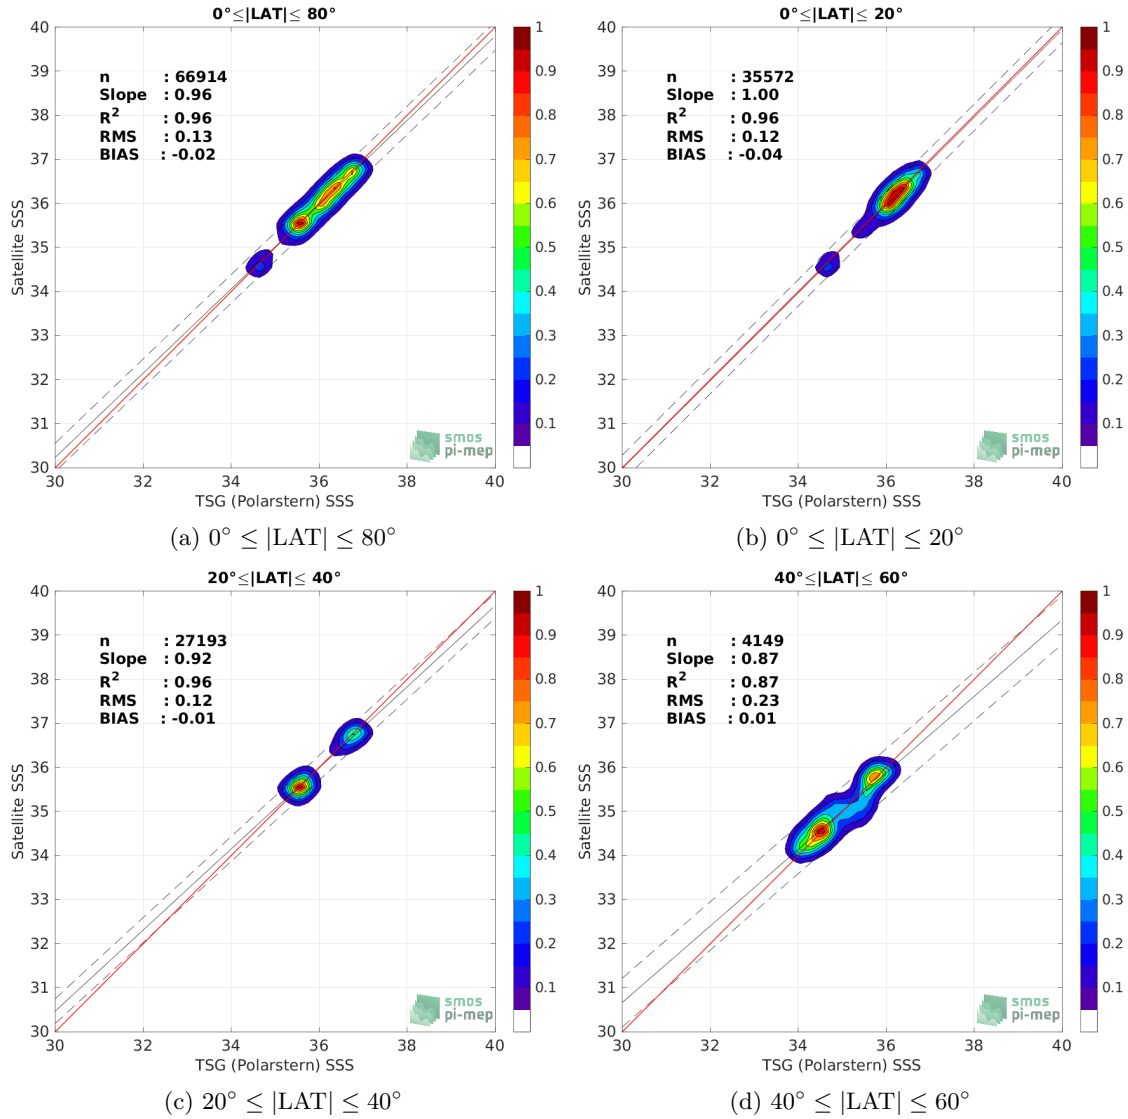 0°≤|LAT|≤ 80°
n : 66914
Slope : 0.96
R² : 0.96
RMS : 0.13
BIAS : -0.02
40
39
38
37
36
35
34
33
32
31
30
30 32 34 36 38 40
Satellite SSS
TSG (Polarstern) SSS
1
0.9
0.8
0.7
0.6
0.5
0.4
0.3
0.2
0.1
smos
pi-mep
(a) 0° ≤ |LAT| ≤ 80°
0°≤|LAT|≤ 20°
n : 35572
Slope : 1.00
R² : 0.96
RMS : 0.12
BIAS : -0.04
40
39
38
37
36
35
34
33
32
31
30
30 32 34 36 38 40
Satellite SSS
TSG (Polarstern) SSS
1
0.9
0.8
0.7
0.6
0.5
0.4
0.3
0.2
0.1
smos
pi-mep
(b) 0° ≤ |LAT| ≤ 20°
20°≤|LAT|≤ 40°
n : 27193
Slope : 0.92
R² : 0.96
RMS : 0.12
BIAS : -0.01
40
39
38
37
36
35
34
33
32
31
30
30 32 34 36 38 40
Satellite SSS
TSG (Polarstern) SSS
1
0.9
0.8
0.7
0.6
0.5
0.4
0.3
0.2
0.1
smos
pi-mep
(c) 20° ≤ |LAT| ≤ 40°
40°≤|LAT|≤ 60°
n : 4149
Slope : 0.87
R² : 0.87
RMS : 0.23
BIAS : 0.01
40
39
38
37
36
35
34
33
32
31
30
30 32 34 36 38 40
Satellite SSS
TSG (Polarstern) SSS
1
0.9
0.8
0.7
0.6
0.5
0.4
0.3
0.2
0.1
smos
pi-mep
(d) 40° ≤ |LAT| ≤ 60°